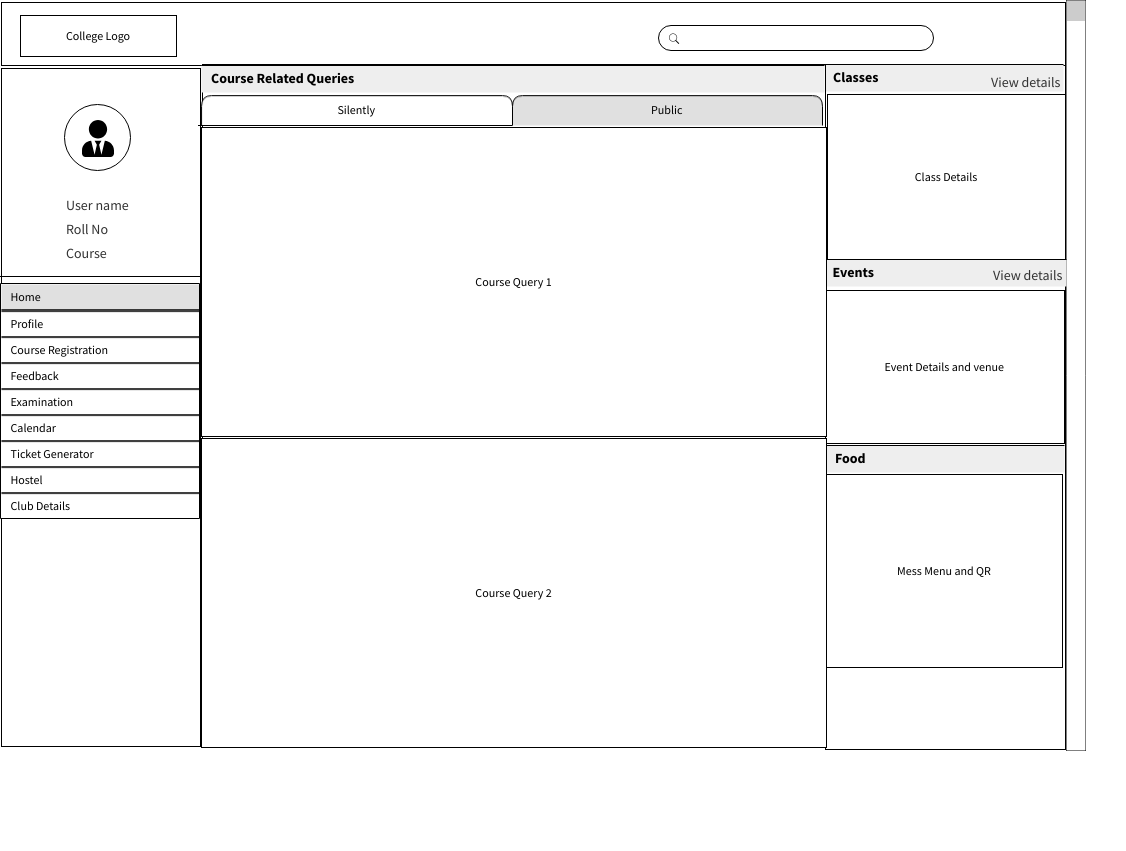 College Logo
User name
Roll No
Course
Home
Profile
Course Registration
Feedback
Examination
Calendar
Ticket Generator
Hostel
Club Details
Course Related Queries
Silently
Public
Course Query 1
Course Query 2
Classes
View details
Class Details
Events
View details
Event Details and venue
Food
Mess Menu and QR